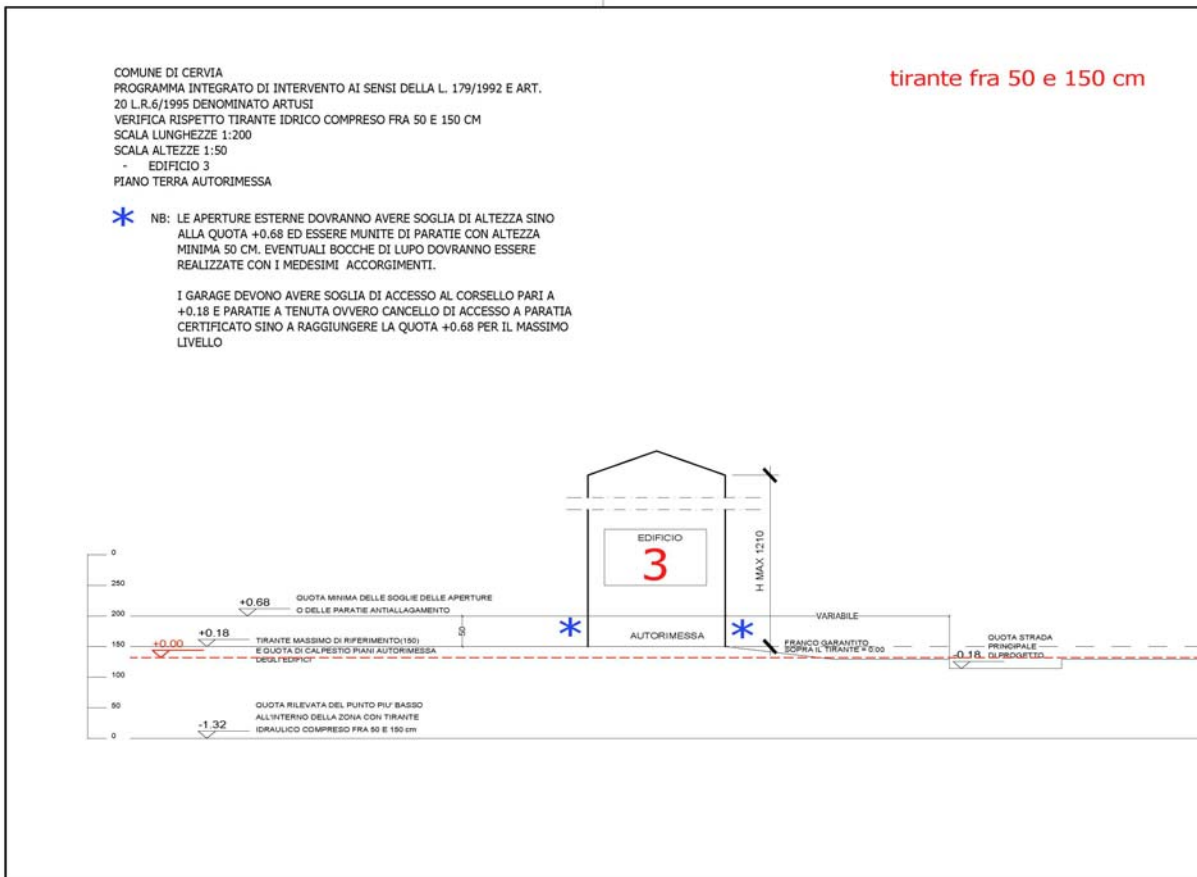 COMUNE DI CERVIA
PROGRAMMA INTEGRATO DI INTERVENTO AI SENSI DELLA L. 179/1992 E ART.
20 L.R.6/1995 DENOMINATO ARTUSI
VERIFICA RISPETTO TIRANTE IDRICO COMPRESO FRA 50 E 150 CM
SCALA LUNGHEZZE 1:200
SCALA ALTEZZE 1:50
- EDIFICIO 3
PIANO TERRA AUTORIMESSA
tirante fra 50 e 150 cm
* NB: LE APERTURE ESTERNE DOVRANNO AVERE SOGLIA DI ALTEZZA SINO
ALLA QUOTA +0.68 ED ESSERE MUNITE DI PARATIE CON ALTEZZA
MINIMA 50 CM. EVENTUALI BOCCHE DI LUPO DOVRANNO ESSERE
REALIZZATE CON I MEDESIMI ACCORGIMENTI.
I GARAGE DEVONO AVERE SOGLIA DI ACCESSO AL CORSELLO PARI A
+0.18 E PARATIE A TENUTA OVVERO CANCELLO DI ACCESSO A PARATIA
CERTIFICATO SINO A RAGGIUNGERE LA QUOTA +0.68 PER IL MASSIMO
LIVELLO
EDIFICIO
3
H MAX 1210
0
250
200
150
100
50
0
+0.68
QUOTA MINIMA DELLE SOGLIE DELLE APERTURE
O DELLE PARATIE ANTIALLAGAMENTO
50
* AUTORIMESSA *
VARIABILE
+0.00
+0.18
TIRANTE MASSIMO DI RIFERIMENTO(150)
E QUOTA DI CALPESTIO PIANI AUTORIMESSA
DEGLI EDIFICI
FRANCO GARANTITO
SOPRA IL TIRANTE = 0.00
-0.18
QUOTA STRADA
PRINCIPALE
DI PROGETTO
-1.32
QUOTA RILEVATA DEL PUNTO PIU' BASSO
ALL'INTERNO DELLA ZONA CON TIRANTE
IDRAULICO COMPRESO FRA 50 E 150 cm